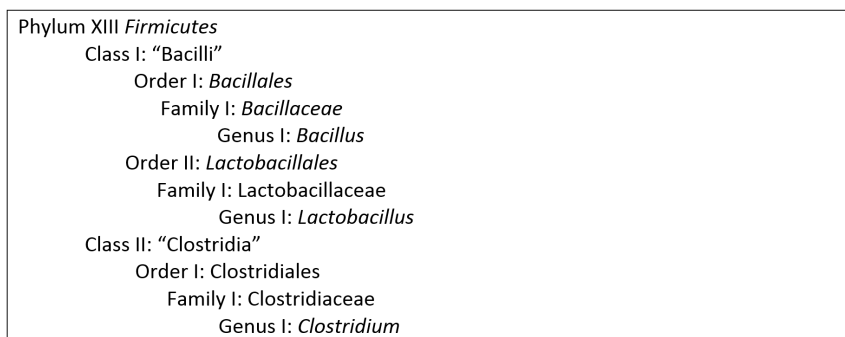 Phylum XIII Firmicutes
Class I: “Bacilli”
Order I: Bacillales
Family I: Bacillaceae
Genus I: Bacillus
Order II: Lactobacillales
Family I: Lactobacillaceae
Genus I: Lactobacillus
Class II: “Clostridia”
Order I: Clostridiales
Family I: Clostridiaceae
Genus I: Clostridium